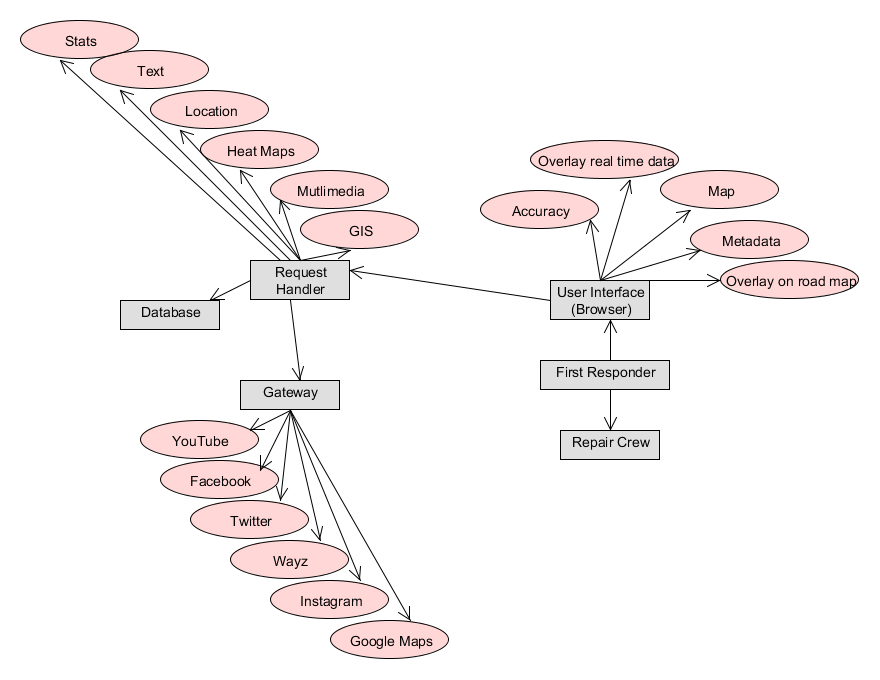 Stats
Text
Location
Heat Maps
Mutlimedia
GIS
Request
Handler
Database
Gateway
YouTube
Facebook
Twitter
Wayz
Instagram
Google Maps
Overlay real time data
Map
Accuracy
Metadata
Overlay on road map
User Interface
(Browser)
First Responder
Repair Crew